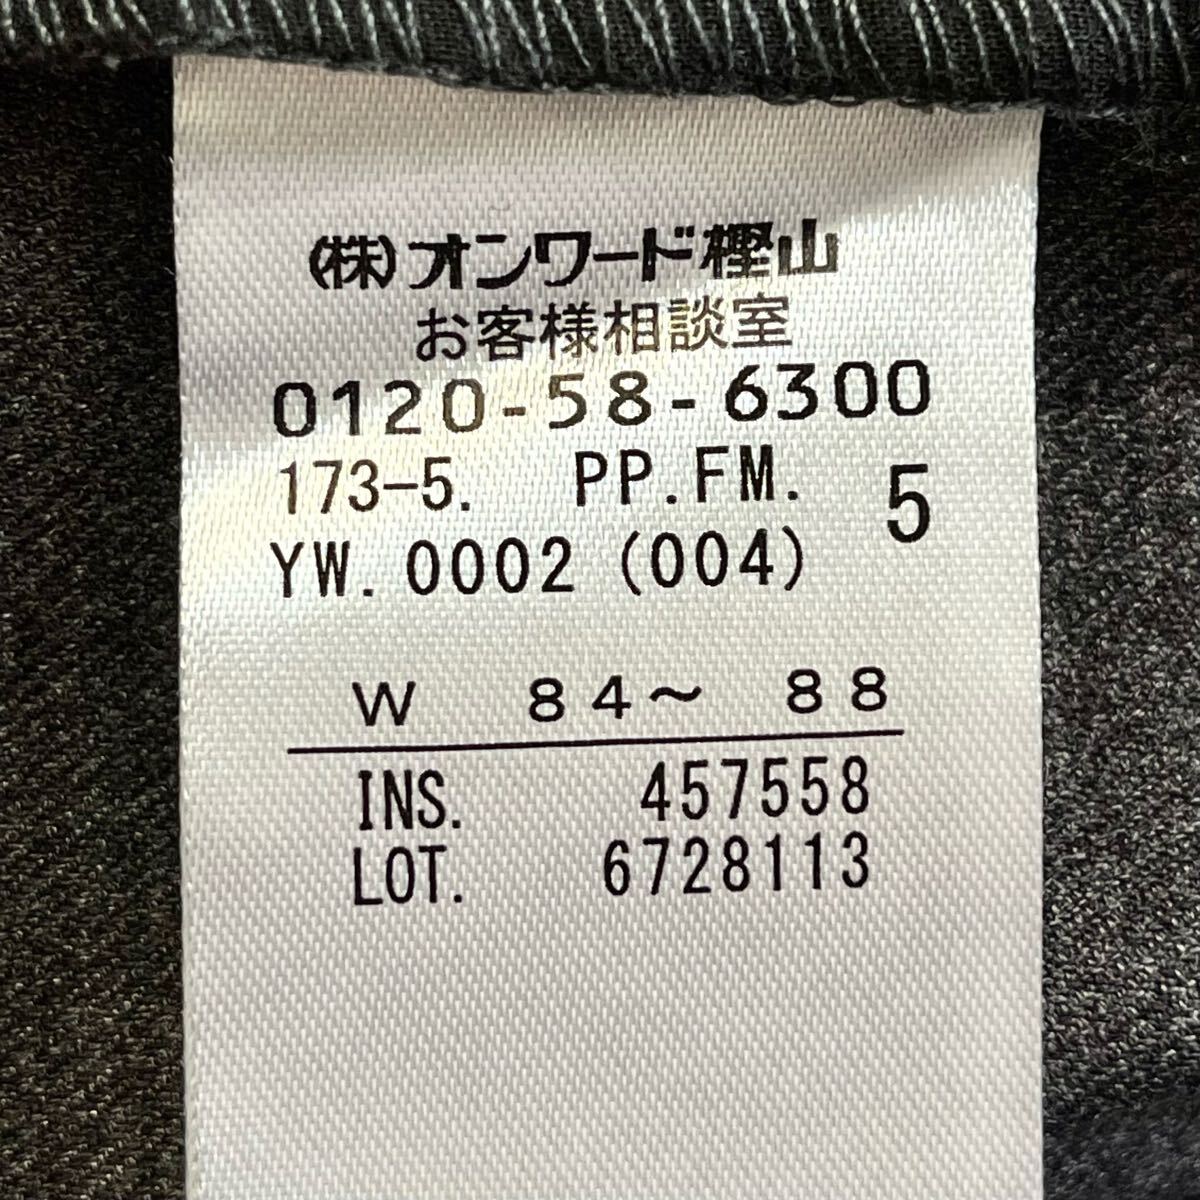 (株)オンワード樫山
お客様相談室
0120-58-6300
173-5. PP.FM. 5
YW.0002(004)
W 84〜 88
INS. 457558
LOT. 6728113